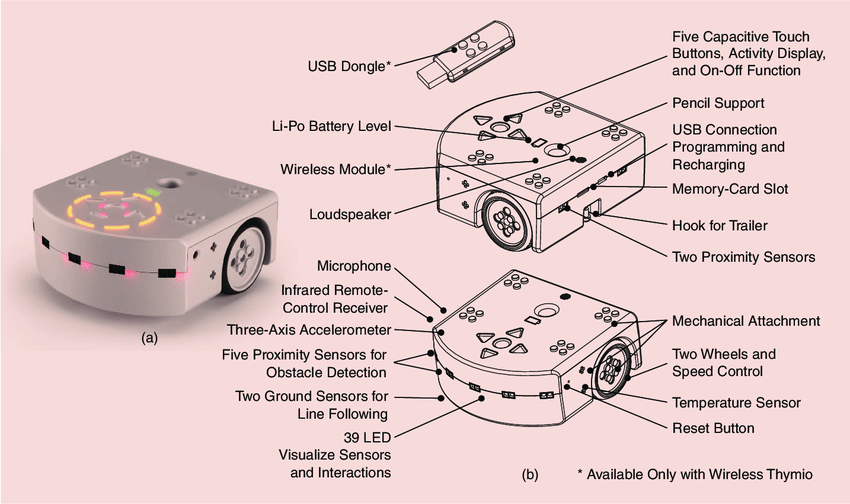 USB Dongle*
Li-Po Battery Level
Wireless Module*
Loudspeaker
Five Capacitive Touch
Buttons, Activity Display,
and On-Off Function
Pencil Support
USB Connection
Programming and
Recharging
Memory-Card Slot
Hook for Trailer
Two Proximity Sensors
(a)
Microphone
Infrared Remote-
Control Receiver
Three-Axis Accelerometer
Five Proximity Sensors for
Obstacle Detection
Two Ground Sensors for
Line Following
39 LED
Visualize Sensors
and Interactions
Mechanical Attachment
Two Wheels and
Speed Control
Temperature Sensor
Reset Button
(b)
* Available Only with Wireless Thymio